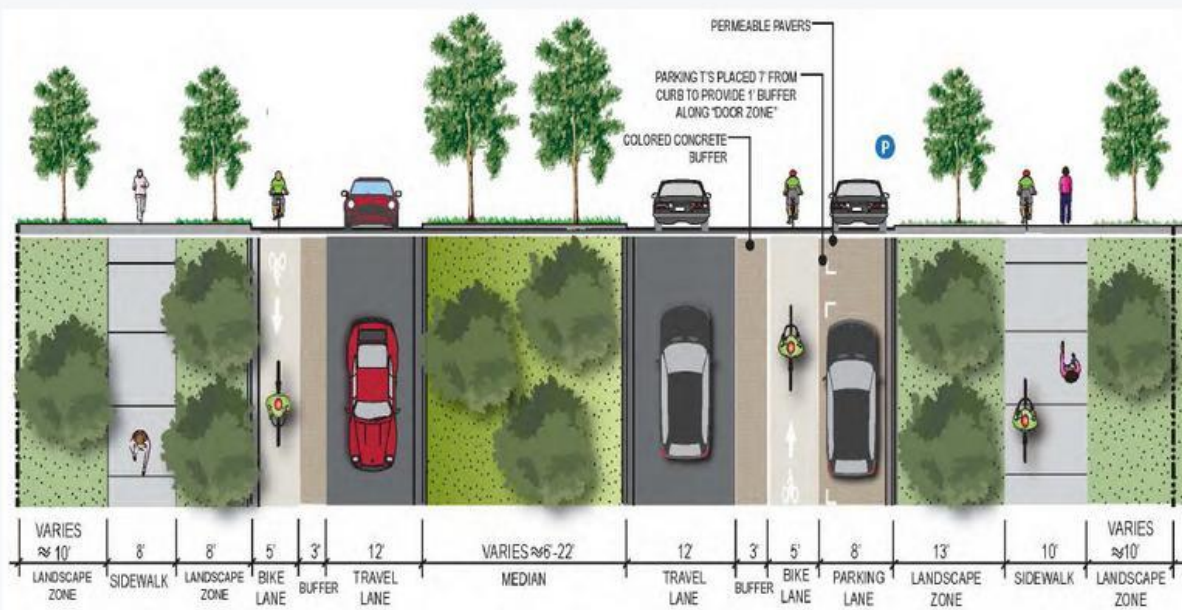 PERMEABLE PAVERS
PARKING T'S PLACED 7' FROM
CURB TO PROVIDE 1' BUFFER
ALONG "DOOR ZONE"
COLORED CONCRETE
BUFFER
P
VARIES
≈ 10'
LANDSCAPE
ZONE
8'
SIDEWALK
8'
LANDSCAPE
ZONE
5'
BIKE
LANE
3'
BUFFER
12'
TRAVEL
LANE
VARIES ≈6'-22'
MEDIAN
12'
TRAVEL
LANE
3'
BUFFER
5'
BIKE
LANE
8'
PARKING
LANE
13'
LANDSCAPE
ZONE
10'
SIDEWALK
VARIES
≈10'
LANDSCAPE
ZONE